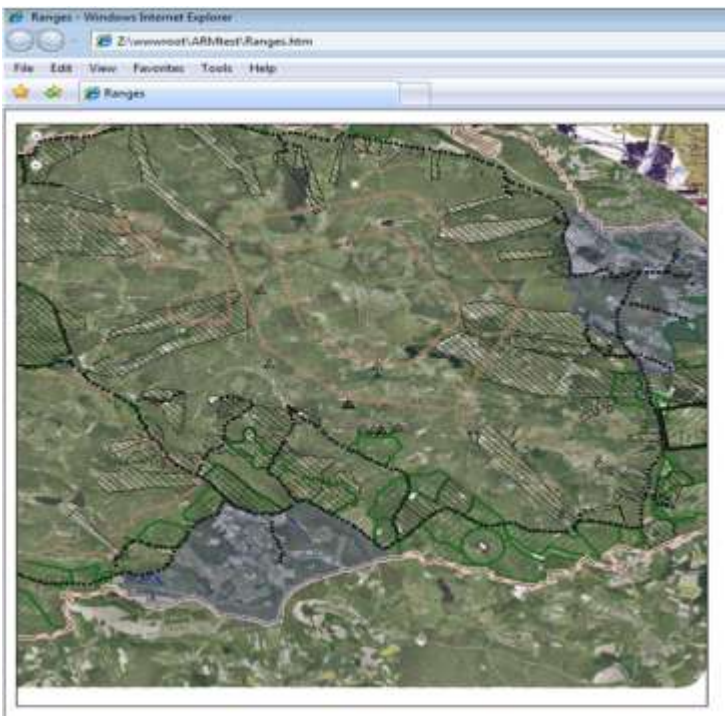 Ranges - Windows Internet Explorer
Z:\wwwroot\ARMtest\Ranges.htm
File Edit View Favorites Tools Help
Ranges